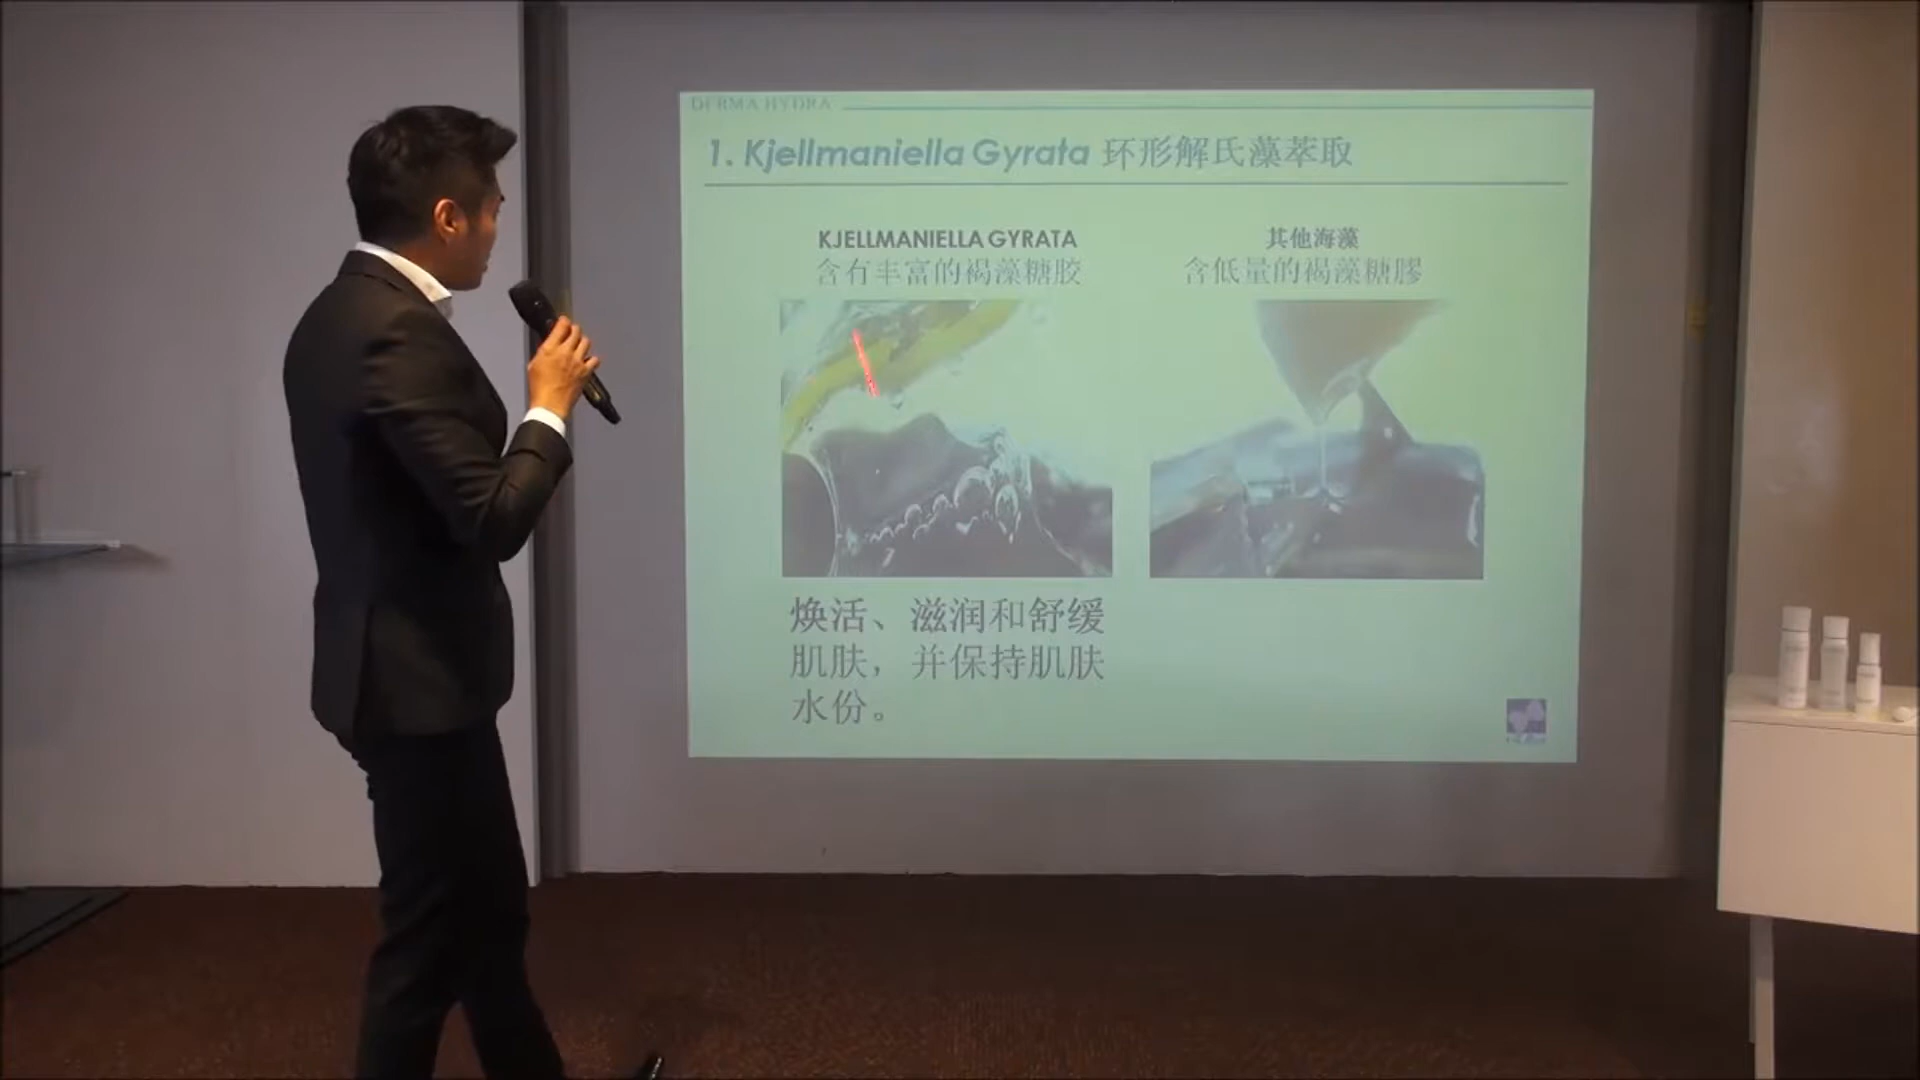 DERMA HYDRA
1. Kjellmaniella Gyrata 环形解氏藻萃取
KJELLMANIELLA GYRATA
含有丰富的褐藻糖胶
其他海藻
含低量的褐藻糖膠
焕活、滋润和舒缓
肌肤，并保持肌肤
水份。